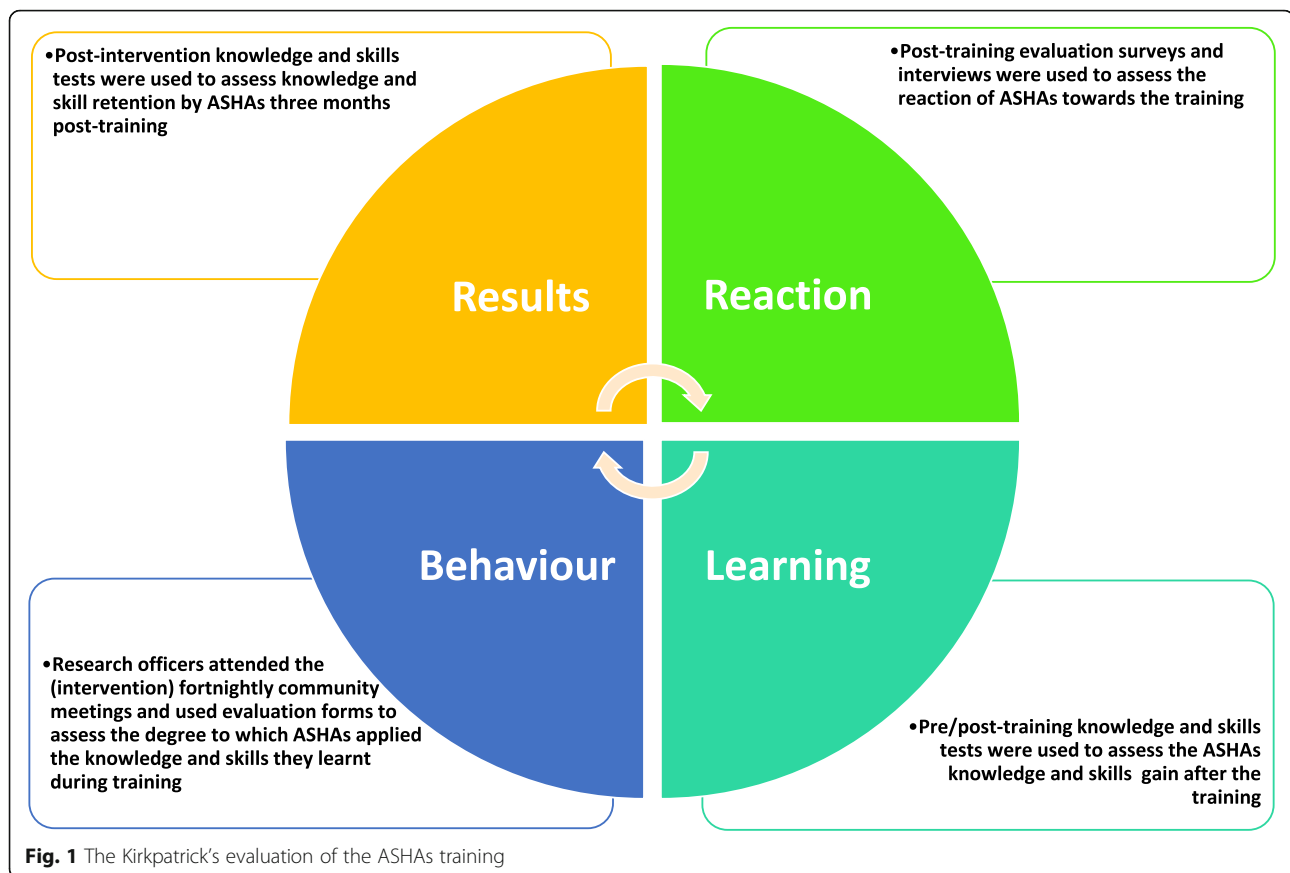 •Post-intervention knowledge and skills
tests were used to assess knowledge and
skill retention by ASHAs three months
post-training
•Post-training evaluation surveys and
interviews were used to assess the
reaction of ASHAs towards the training
Results
Reaction
Behaviour
Learning
•Research officers attended the
(intervention) fortnightly community
meetings and used evaluation forms to
assess the degree to which ASHAs applied
the knowledge and skills they learnt
during training
•Pre/post-training knowledge and skills
tests were used to assess the ASHAs
knowledge and skills gain after the
training
Fig. 1 The Kirkpatrick's evaluation of the ASHAs training